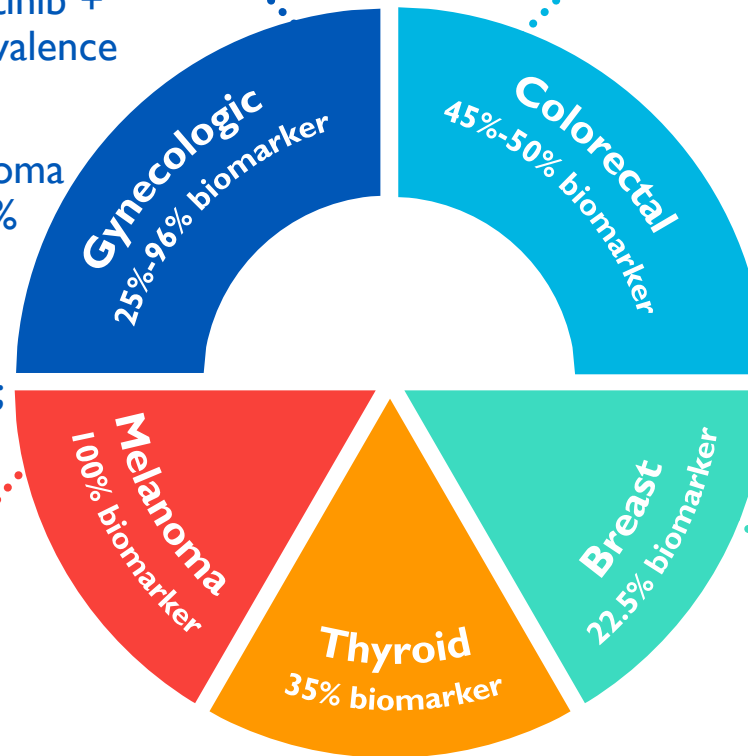 +
Gynecologic
25%-96% biomarker
Colorectal
45%-50% biomarker
Melanoma
100% biomarker
Thyroid
35% biomarker
Breast
22.5% biomarker